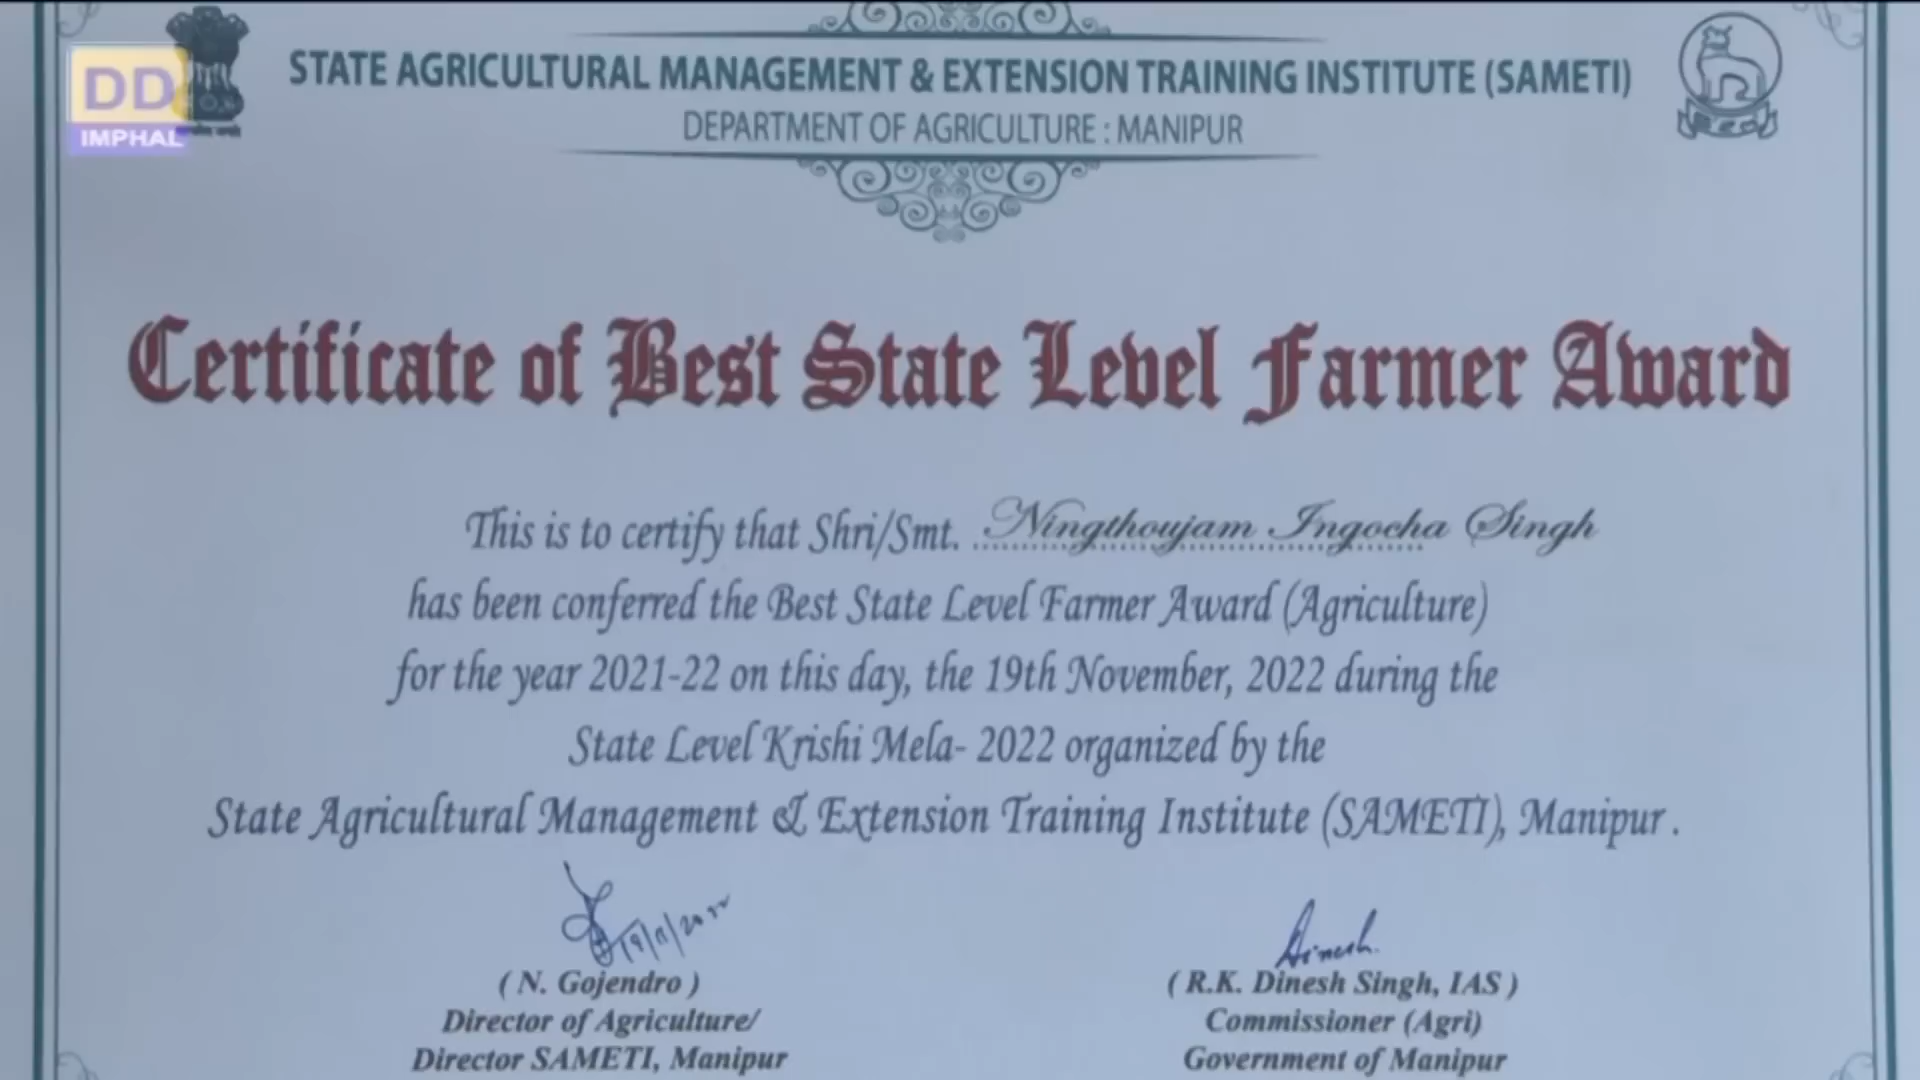 DD
IMPHAL
STATE AGRICULTURAL MANAGEMENT & EXTENSION TRAINING INSTITUTE (SAMETI)
DEPARTMENT OF AGRICULTURE : MANIPUR
Certificate of Best State Level Farmer Award
This is to certify that Shri/Smt. Ningthoujam Ingocha Singh
has been conferred the Best State Level Farmer Award (Agriculture)
for the year 2021-22 on this day, the 19th November, 2022 during the
State Level Krishi Mela- 2022 organized by the
State Agricultural Management & Extension Training Institute (SAMETI), Manipur .
19/11/2022
Dinesh
( N. Gojendro )
Director of Agriculture/
Director SAMETI, Manipur
( R.K. Dinesh Singh, IAS )
Commissioner (Agri)
Government of Manipur